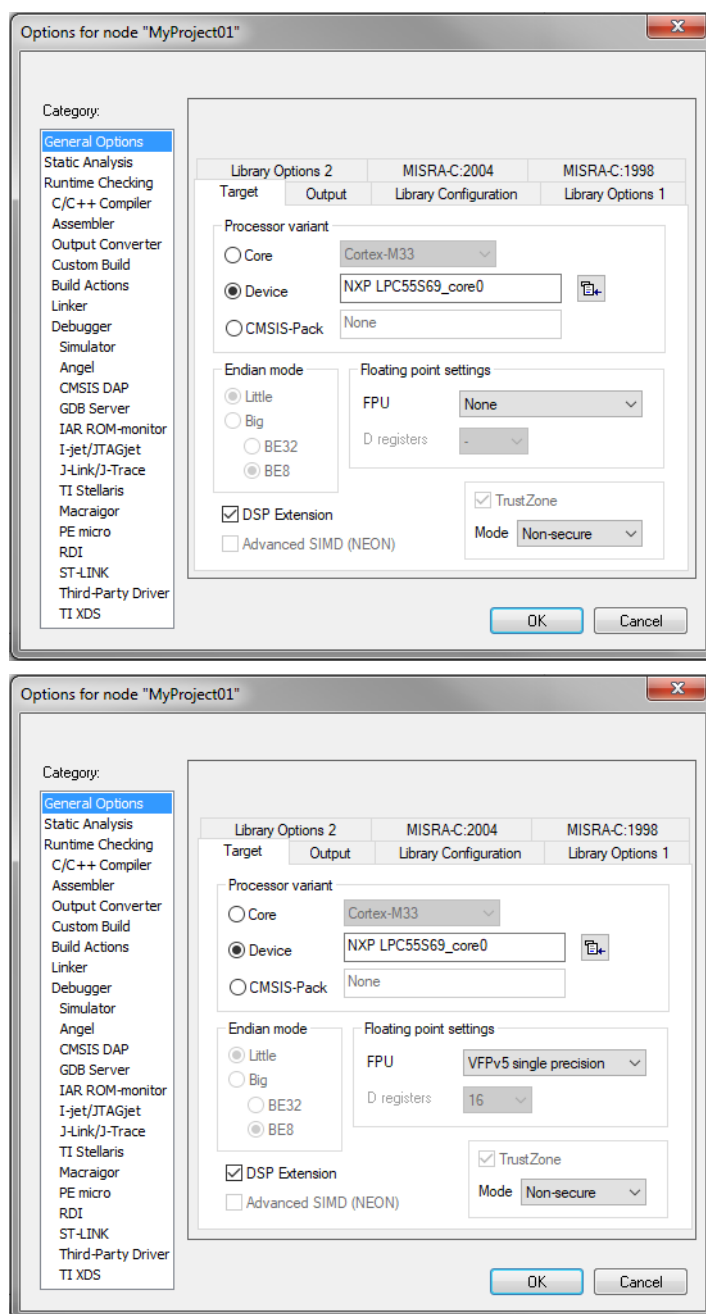 Options for node "MyProject01"
Category:
General Options
Static Analysis
Runtime Checking
C/C++ Compiler
Assembler
Output Converter
Custom Build
Build Actions
Linker
Debugger
Simulator
Angel
CMSIS DAP
GDB Server
IAR ROM-monitor
I-jet/JTAGjet
J-Link/J-Trace
TI Stellaris
Macraigor
PE micro
RDI
ST-LINK
Third-Party Driver
TI XDS
Library Options 2 MISRA-C:2004 MISRA-C:1998
Target Output Library Configuration Library Options 1
Processor variant
Core Cortex-M33
Device NXP LPC55S69_core0
CMSIS-Pack None
Endian mode
Little
Big
BE32
BE8
Floating point settings
FPU None
D registers -
DSP Extension
Advanced SIMD (NEON)
TrustZone
Mode Non-secure
OK Cancel
Options for node "MyProject01"
Category:
General Options
Static Analysis
Runtime Checking
C/C++ Compiler
Assembler
Output Converter
Custom Build
Build Actions
Linker
Debugger
Simulator
Angel
CMSIS DAP
GDB Server
IAR ROM-monitor
I-jet/JTAGjet
J-Link/J-Trace
TI Stellaris
Macraigor
PE micro
RDI
ST-LINK
Third-Party Driver
TI XDS
Library Options 2 MISRA-C:2004 MISRA-C:1998
Target Output Library Configuration Library Options 1
Processor variant
Core Cortex-M33
Device NXP LPC55S69_core0
CMSIS-Pack None
Endian mode
Little
Big
BE32
BE8
Floating point settings
FPU VFPv5 single precision
D registers 16
DSP Extension
Advanced SIMD (NEON)
TrustZone
Mode Non-secure
OK Cancel